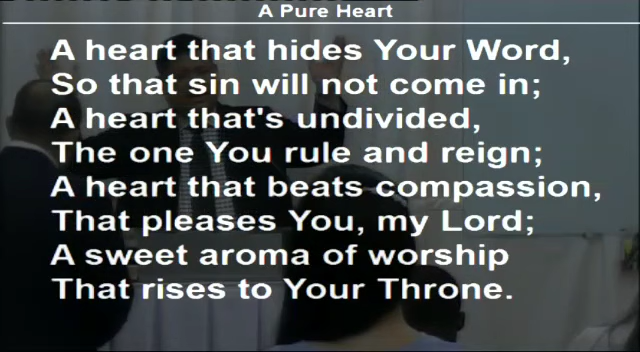 A Pure Heart
A heart that hides Your Word,
So that sin will not come in;
A heart that's undivided,
The one You rule and reign;
A heart that beats compassion,
That pleases You, my Lord;
A sweet aroma of worship
That rises to Your Throne.